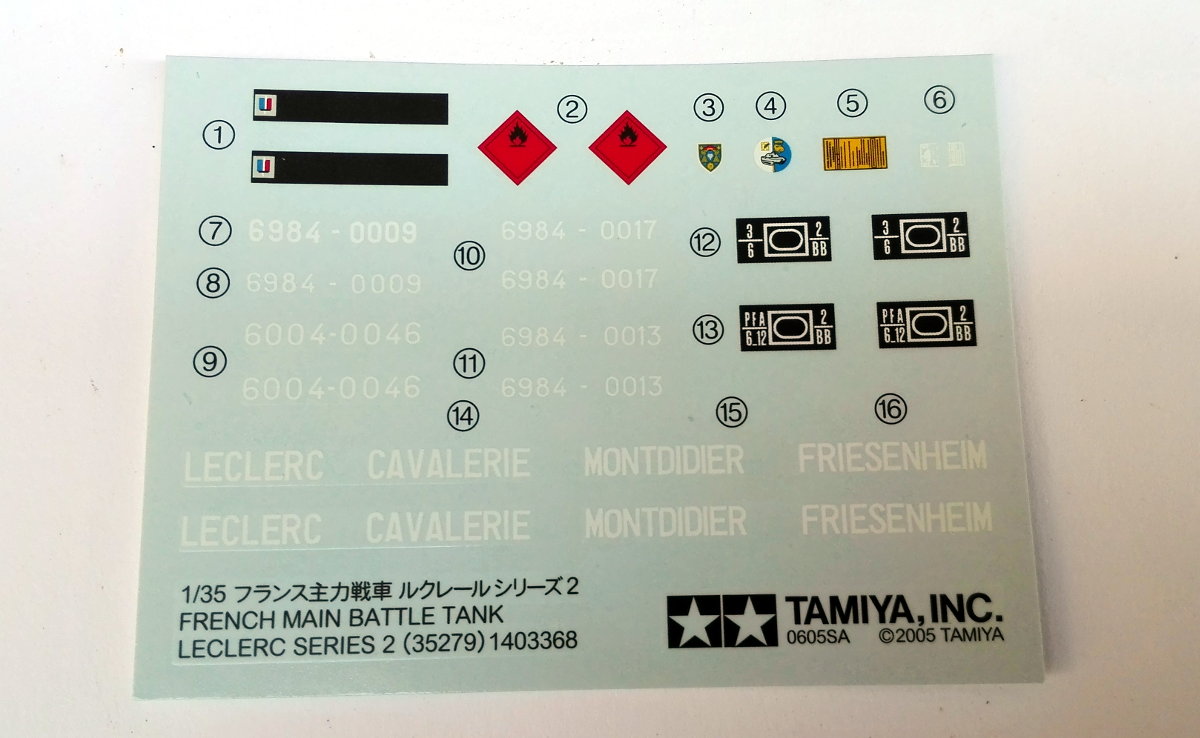 ① ② ③ ④ ⑤ ⑥
⑦ 6984 - 0009
⑧ 6984 - 0009
⑨ 6004-0046
6004-0046
⑩ 6984 - 0017
6984 - 0017
⑪ 6984 - 0013
6984 - 0013
⑫ 3/6 2/BB 3/6 2/BB
⑬ PFA/6_12 2/BB PFA/6_12 2/BB
⑭ ⑮ ⑯
LECLERC CAVALERIE MONTDIDIER FRIESENHEIM
LECLERC CAVALERIE MONTDIDIER FRIESENHEIM
1/35 フランス主力戦車 ルクレール シリーズ2
FRENCH MAIN BATTLE TANK
LECLERC SERIES 2 (35279) 1403368
TAMIYA, INC.
0605SA ©2005 TAMIYA